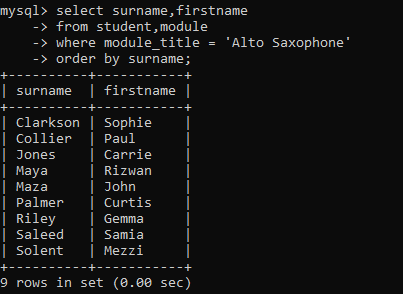 mysql> select surname,firstname
    -> from student,module
    -> where module_title = 'Alto Saxophone'
    -> order by surname;
+----------+-----------+
| surname  | firstname |
+----------+-----------+
| Clarkson | Sophie    |
| Collier  | Paul      |
| Jones    | Carrie    |
| Maya     | Rizwan    |
| Maza     | John      |
| Palmer   | Curtis    |
| Riley    | Gemma     |
| Saleed   | Samia     |
| Solent   | Mezzi     |
+----------+-----------+
9 rows in set (0.00 sec)